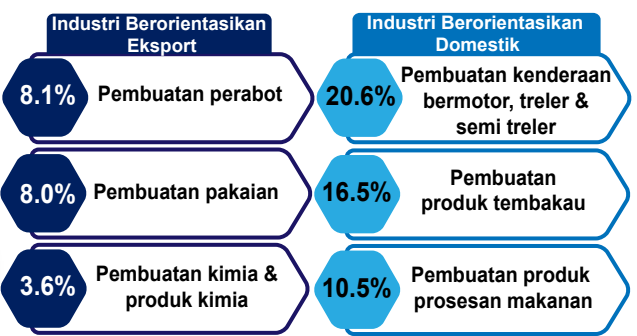 Industri Berorientasikan
Eksport
8.1%
Pembuatan perabot
8.0%
Pembuatan pakaian
3.6%
Pembuatan kimia &
produk kimia
Industri Berorientasikan
Domestik
20.6%
Pembuatan kenderaan
bermotor, treler &
semi treler
16.5%
Pembuatan
produk tembakau
10.5%
Pembuatan produk
prosesan makanan